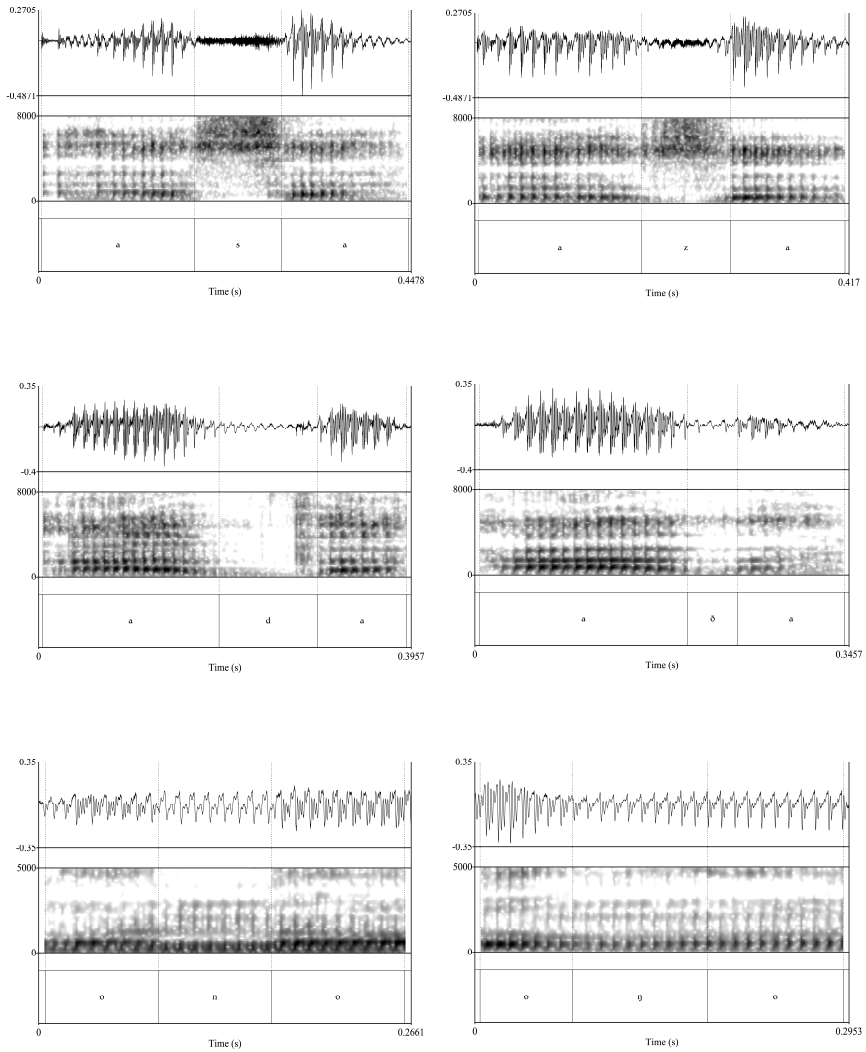 0.2705
-0.4871
8000
0
a s a
0 0.4478
Time (s)
0.2705
-0.4871
8000
0
a z a
0 0.417
Time (s)
0.35
-0.4
8000
0
a d a
0 0.3957
Time (s)
0.35
-0.4
8000
0
a ð a
0 0.3457
Time (s)
0.35
-0.35
5000
0
o n o
0 0.2661
Time (s)
0.35
-0.35
5000
0
o ŋ o
0 0.2953
Time (s)